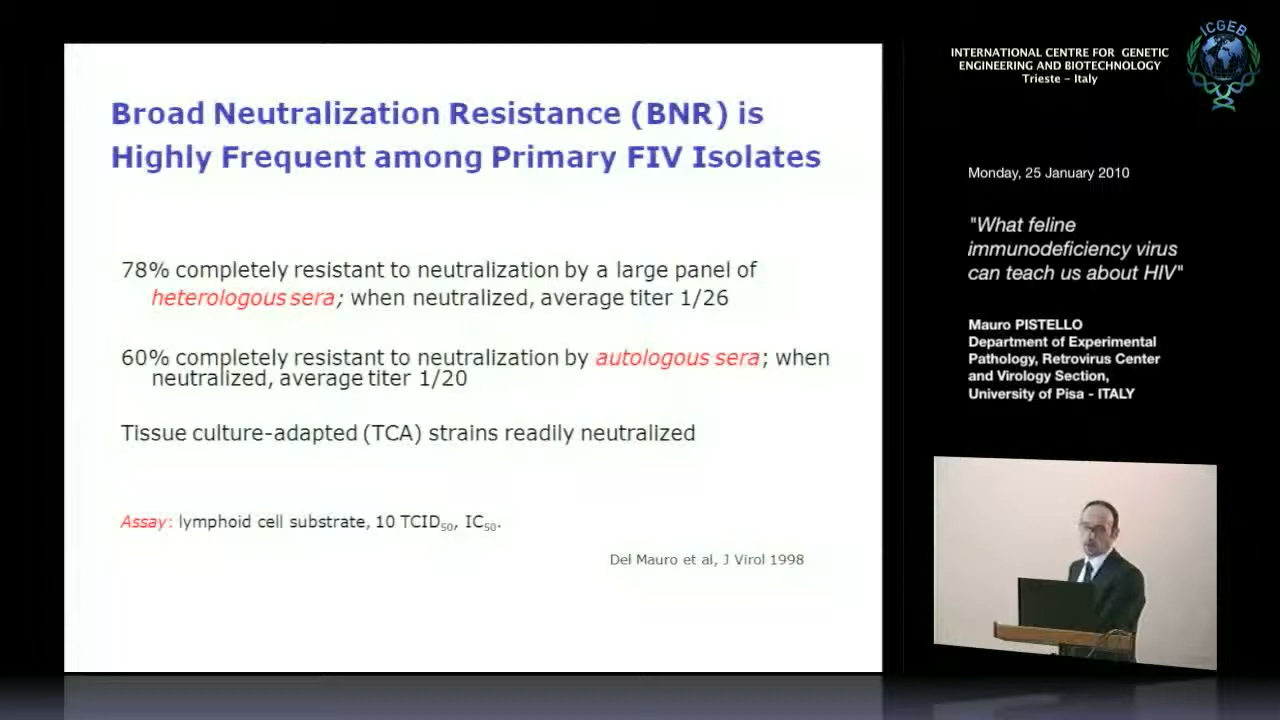 Broad Neutralization Resistance (BNR) is
Highly Frequent among Primary FIV Isolates
78% completely resistant to neutralization by a large panel of
heterologous sera; when neutralized, average titer 1/26
60% completely resistant to neutralization by autologous sera; when
neutralized, average titer 1/20
Tissue culture-adapted (TCA) strains readily neutralized
Assay: lymphoid cell substrate, 10 TCID50, IC50.
Del Mauro et al, J Virol 1998
INTERNATIONAL CENTRE FOR GENETIC
ENGINEERING AND BIOTECHNOLOGY
Trieste – Italy
ICGEB
Monday, 25 January 2010
"What feline
immunodeficiency virus
can teach us about HIV"
Mauro PISTELLO
Department of Experimental
Pathology, Retrovirus Center
and Virology Section,
University of Pisa - ITALY